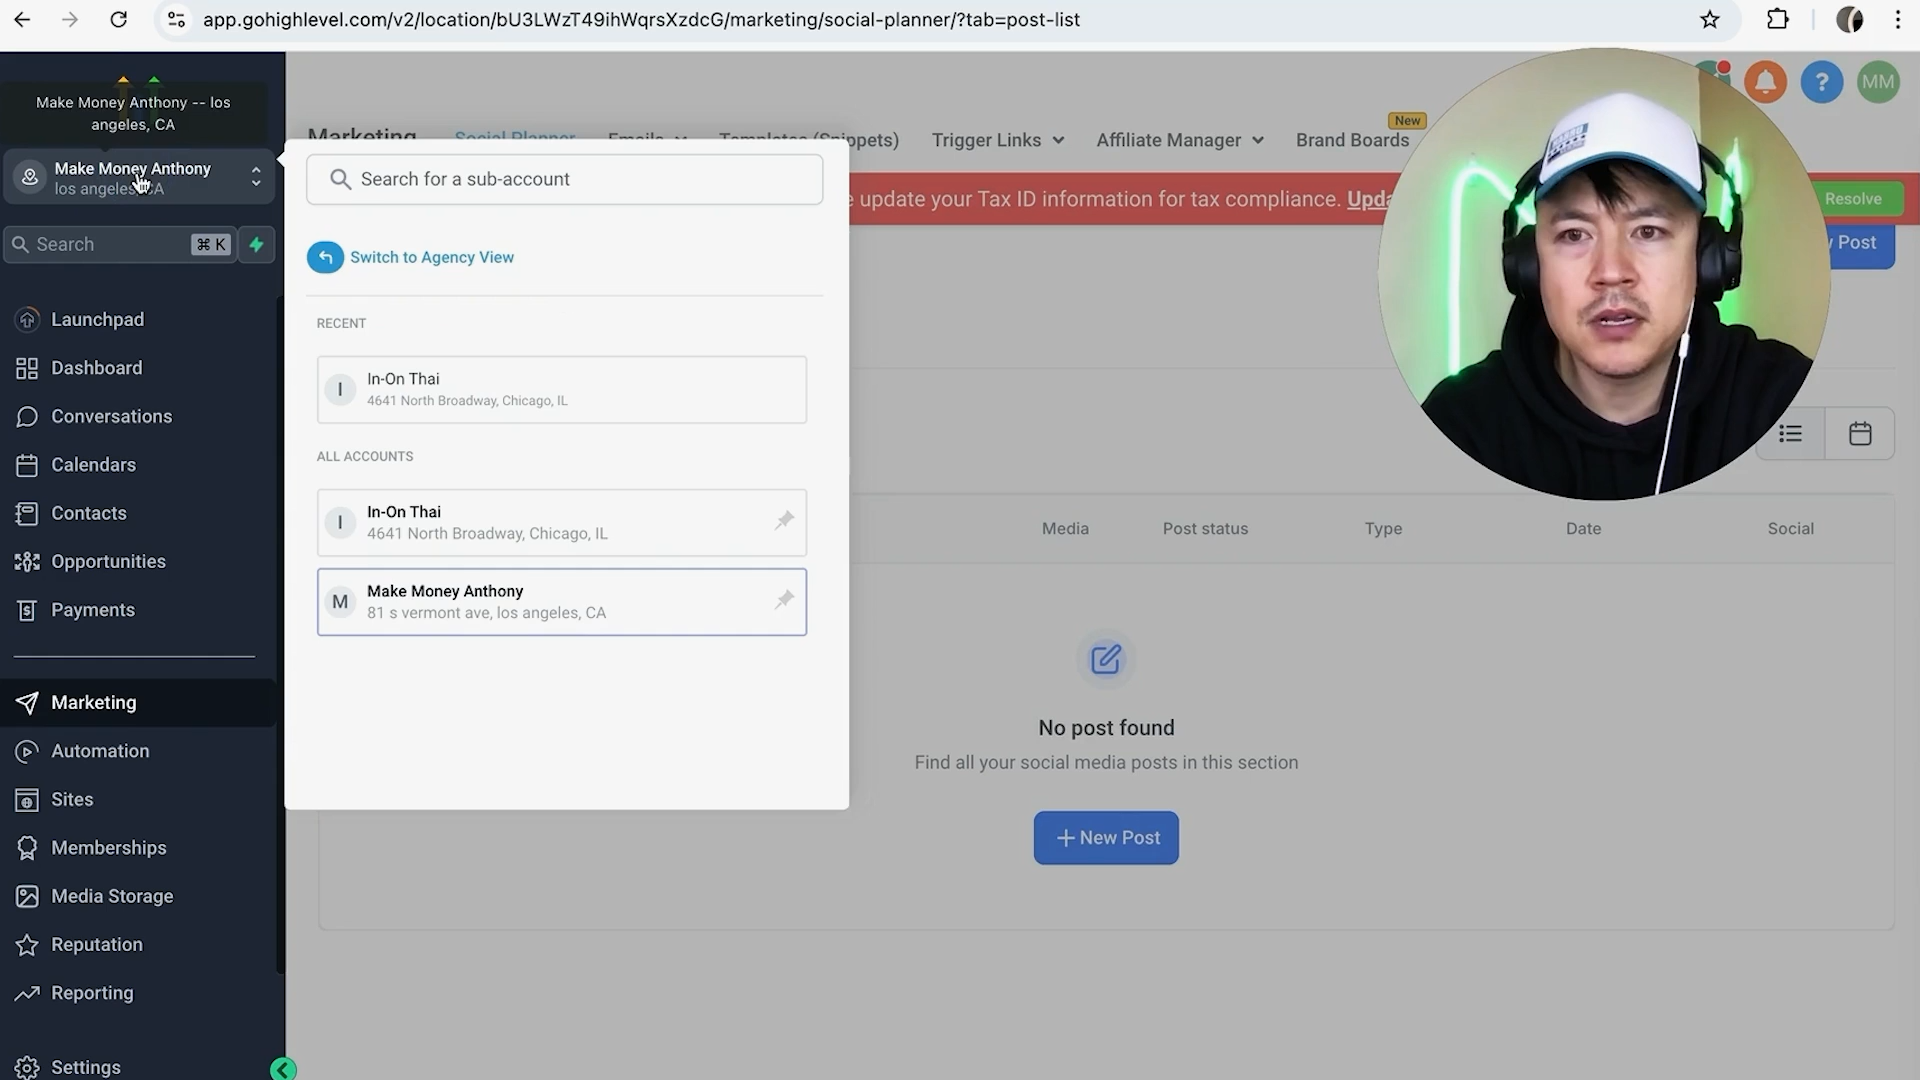 app.gohighlevel.com/v2/location/bU3LWzT49ihWqrsXzdcG/marketing/social-planner/?tab=post-list
Make Money Anthony -- los
angeles, CA
Make Money Anthony
los angeles, CA
Search
⌘ K
Launchpad
Dashboard
Conversations
Calendars
Contacts
Opportunities
Payments
Marketing
Automation
Sites
Memberships
Media Storage
Reputation
Reporting
Settings
Marketing
Social Planner
Emails
Templates (Snippets)
Trigger Links
Affiliate Manager
New
Brand Boards
? MM
update your Tax ID information for tax compliance.
Resolve
Post
Search for a sub-account
Switch to Agency View
RECENT
I
In-On Thai
4641 North Broadway, Chicago, IL
ALL ACCOUNTS
I
In-On Thai
4641 North Broadway, Chicago, IL
M
Make Money Anthony
81 s vermont ave, los angeles, CA
Media
Post status
Type
Date
Social
No post found
Find all your social media posts in this section
+ New Post